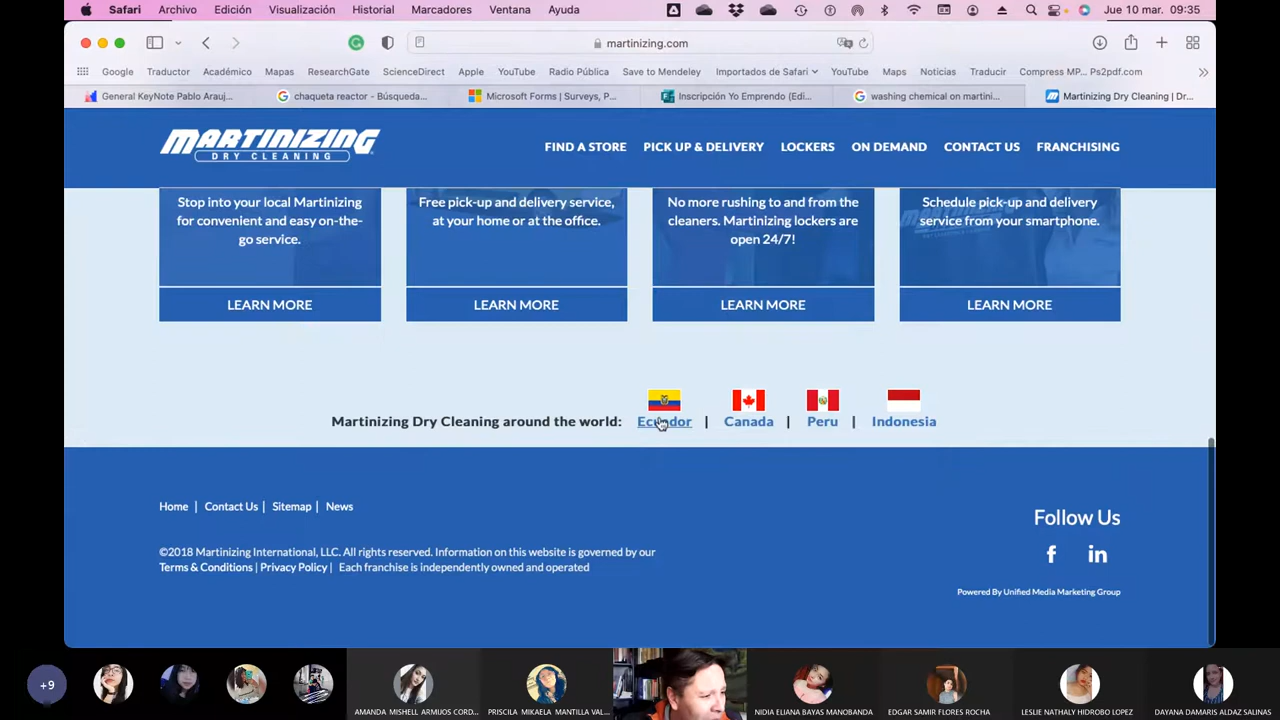 Safari Archivo Edición Visualización Historial Marcadores Ventana Ayuda Jue 10 mar. 09:35
martinizing.com
Google Traductor Académico Mapas ResearchGate ScienceDirect Apple YouTube Radio Pública Save to Mendeley Importados de Safari YouTube Maps Noticias Traducir Compress MP... Ps2pdf.com
General KeyNote Pablo Arauj... chaqueta reactor - Búsqueda... Microsoft Forms | Surveys, P... Inscripción Yo Emprendo (Edi... washing chemical on martini... Martinizing Dry Cleaning | Dr...
MARTINIZING
DRY CLEANING
FIND A STORE PICK UP & DELIVERY LOCKERS ON DEMAND CONTACT US FRANCHISING
Stop into your local Martinizing
for convenient and easy on-the-
go service.
LEARN MORE
Free pick-up and delivery service,
at your home or at the office.
LEARN MORE
No more rushing to and from the
cleaners. Martinizing lockers are
open 24/7!
LEARN MORE
Schedule pick-up and delivery
service from your smartphone.
LEARN MORE
Martinizing Dry Cleaning around the world: Ecuador | Canada | Peru | Indonesia
Home | Contact Us | Sitemap | News
©2018 Martinizing International, LLC. All rights reserved. Information on this website is governed by our
Terms & Conditions | Privacy Policy | Each franchise is independently owned and operated
Follow Us
Powered By Unified Media Marketing Group
+9
AMANDA MISHELL ARMIJOS CORD...
PRISCILA MIKAELA MANTILLA VAL...
NIDIA ELIANA BAYAS MANOBANDA
EDGAR SAMIR FLORES ROCHA
LESLIE NATHALY HIDROBO LOPEZ
DAYANA DAMARIS ALDAZ SALINAS